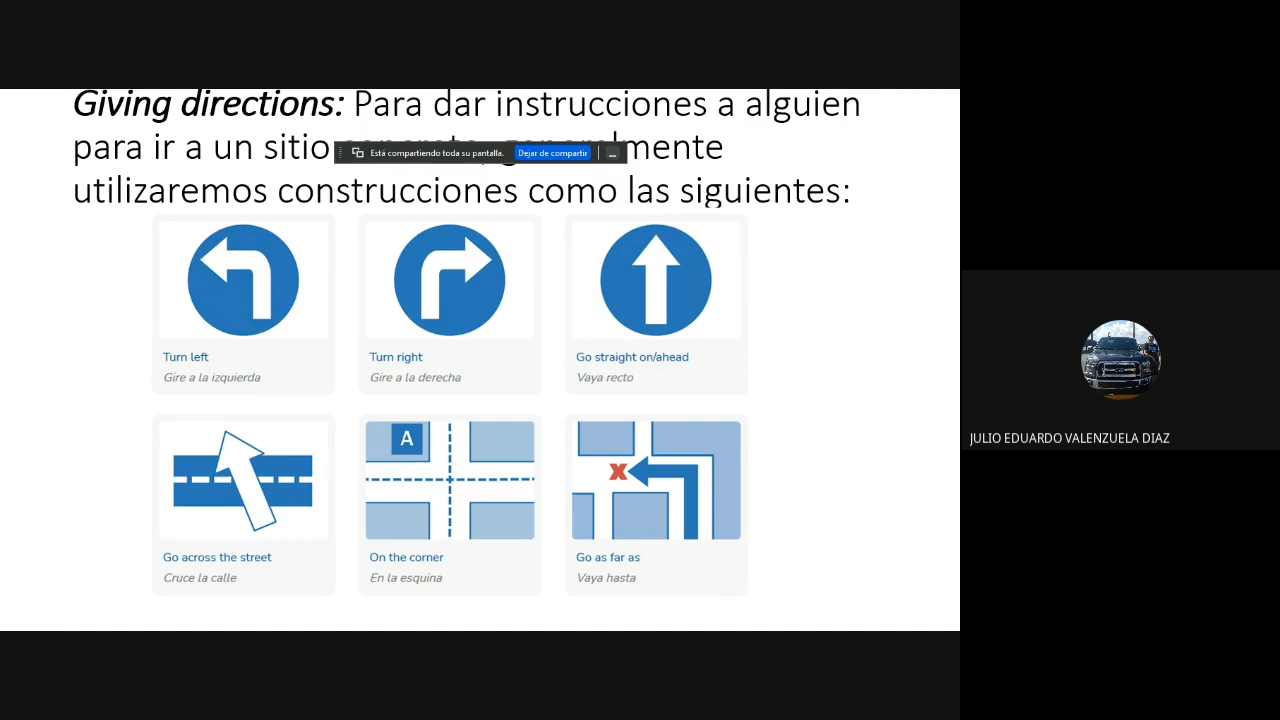 Giving directions: Para dar instrucciones a alguien
para ir a un sitio
mente
Está compartiendo toda su pantalla. Dejar de compartir
utilizaremos construcciones como las siguientes:
Turn left
Gire a la izquierda
Turn right
Gire a la derecha
Go straight on/ahead
Vaya recto
A
X
Go across the street
Cruce la calle
On the corner
En la esquina
Go as far as
Vaya hasta
JULIO EDUARDO VALENZUELA DIAZ